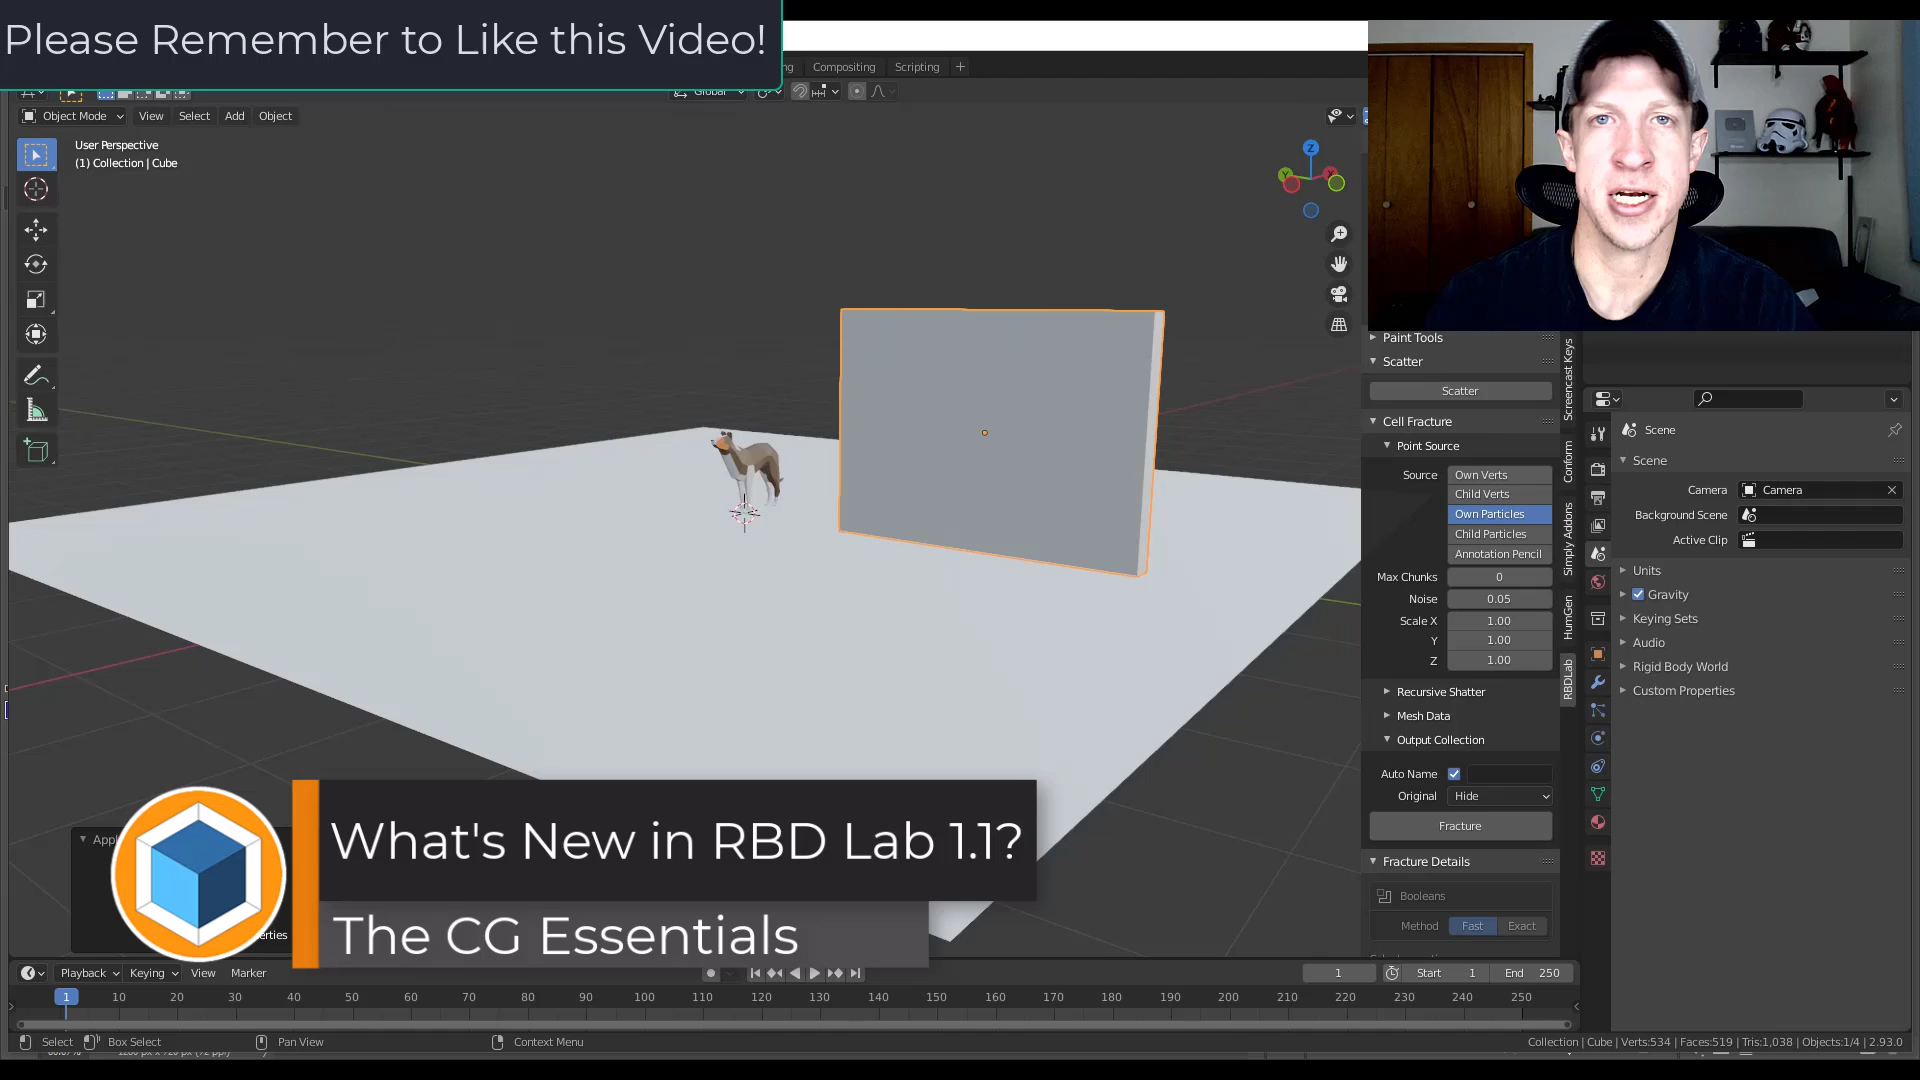 Please Remember to Like this Video!
Compositing
Scripting
Global
Object Mode
View
Select
Add
Object
User Perspective
(1) Collection | Cube
Z
Y
Paint Tools
Scatter
Scatter
Cell Fracture
Point Source
Source
Own Verts
Child Verts
Own Particles
Child Particles
Annotation Pencil
Max Chunks
0
Noise
0.05
Scale X
1.00
Y
1.00
Z
1.00
Recursive Shatter
Mesh Data
Output Collection
Auto Name
Original
Hide
Fracture
Fracture Details
Booleans
Method
Fast
Exact
Screencast Keys
Conform
Simply Addons
HumGen
RBDLab
Scene
Scene
Camera
Camera
Background Scene
Active Clip
Units
Gravity
Keying Sets
Audio
Rigid Body World
Custom Properties
What's New in RBD Lab 1.1?
The CG Essentials
Playback
Keying
View
Marker
1
Start 1
End 250
1 10 20 30 40 50 60 70 80 90 100 110 120 130 140 150 160 170 180 190 200 210 220 230 240 250
Select
Box Select
Pan View
Context Menu
Collection | Cube | Verts:534 | Faces:519 | Tris:1,038 | Objects:1/4 | 2.93.0